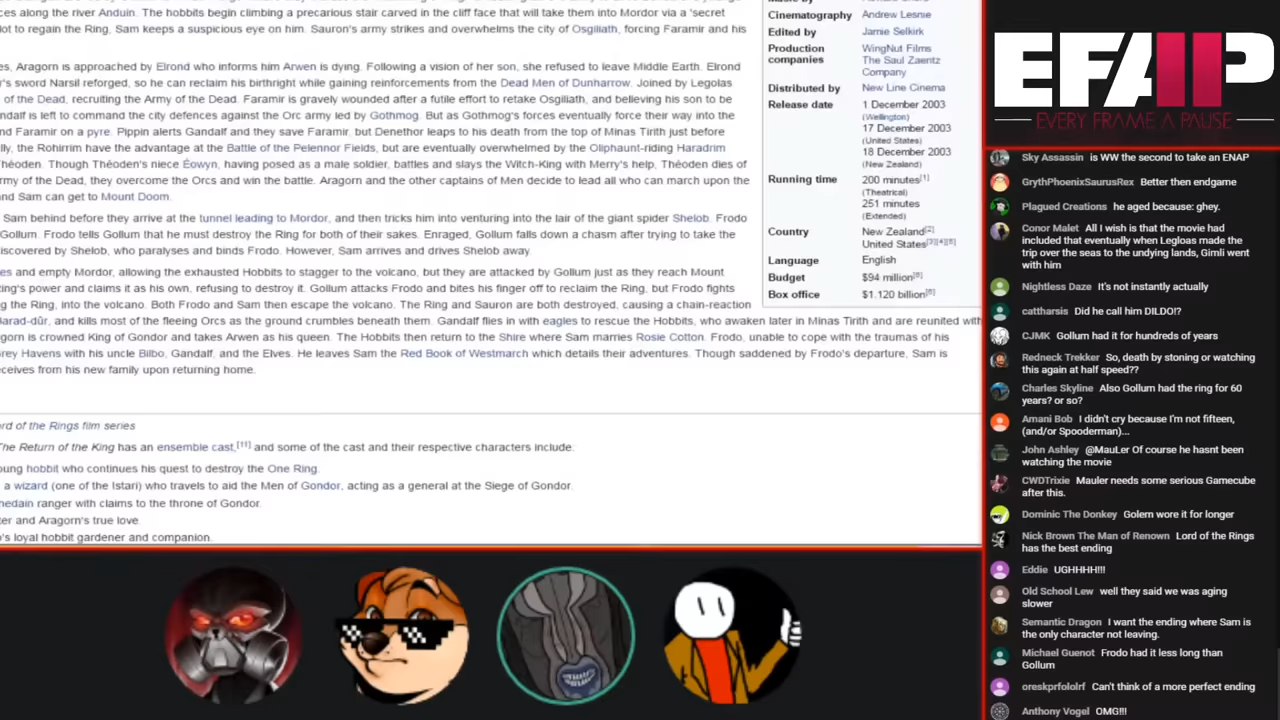 ces along the river Anduin. The hobbits begin climbing a precarious stair carved in the cliff face that will take them into Mordor via a 'secret
lot to regain the Ring, Sam keeps a suspicious eye on him. Sauron's army strikes and overwhelms the city of Osgiliath, forcing Faramir and his
es, Aragorn is approached by Elrond who informs him Arwen is dying. Following a vision of her son, she refused to leave Middle Earth. Elrond
r's sword Narsil reforged, so he can reclaim his birthright while gaining reinforcements from the Dead Men of Dunharrow. Joined by Legolas
of the Dead, recruiting the Army of the Dead. Faramir is gravely wounded after a futile effort to retake Osgiliath, and believing his son to be
ndalf is left to command the city defences against the Orc army led by Gothmog. But as Gothmog's forces eventually force their way into the
nd Faramir on a pyre. Pippin alerts Gandalf and they save Faramir, but Denethor leaps to his death from the top of Minas Tirith just before
lly, the Rohirrim have the advantage at the Battle of the Pelennor Fields, but are eventually overwhelmed by the Oliphaunt-riding Haradrim
Théoden. Though Théoden's niece Éowyn, having posed as a male soldier, battles and slays the Witch-King with Merry's help, Théoden dies of
rmy of the Dead, they overcome the Orcs and win the battle. Aragorn and the other captains of Men decide to lead all who can march upon the
nd Sam can get to Mount Doom.
Sam behind before they arrive at the tunnel leading to Mordor, and then tricks him into venturing into the lair of the giant spider Shelob. Frodo
Gollum. Frodo tells Gollum that he must destroy the Ring for both of their sakes. Enraged, Gollum falls down a chasm after trying to take the
iscovered by Shelob, who paralyses and binds Frodo. However, Sam arrives and drives Shelob away.
es and empty Mordor, allowing the exhausted Hobbits to stagger to the volcano, but they are attacked by Gollum just as they reach Mount
ing's power and claims it as his own, refusing to destroy it. Gollum attacks Frodo and bites his finger off to reclaim the Ring, but Frodo fights
g the Ring, into the volcano. Both Frodo and Sam then escape the volcano. The Ring and Sauron are both destroyed, causing a chain-reaction
Barad-dûr, and kills most of the fleeing Orcs as the ground crumbles beneath them. Gandalf flies in with eagles to rescue the Hobbits, who awaken later in Minas Tirith and are reunited with
gorn is crowned King of Gondor and takes Arwen as his queen. The Hobbits then return to the Shire where Sam marries Rosie Cotton. Frodo, unable to cope with the traumas of his
rey Havens with his uncle Bilbo, Gandalf, and the Elves. He leaves Sam the Red Book of Westmarch which details their adventures. Though saddened by Frodo's departure, Sam is
eceives from his new family upon returning home.
ord of the Rings film series
The Return of the King has an ensemble cast,[11] and some of the cast and their respective characters include:
oung hobbit who continues his quest to destroy the One Ring.
a wizard (one of the Istari) who travels to aid the Men of Gondor, acting as a general at the Siege of Gondor.
nedain ranger with claims to the throne of Gondor.
ter and Aragorn's true love
o's loyal hobbit gardener and companion.
Cinematography Andrew Lesnie
Edited by Jamie Selkirk
Production companies WingNut Films
The Saul Zaentz
Company
Distributed by New Line Cinema
Release date 1 December 2003
(Wellington)
17 December 2003
(United States)
18 December 2003
(New Zealand)
Running time 200 minutes[1]
(Theatrical)
251 minutes
(Extended)
Country New Zealand[2]
United States[3][4][5]
Language English
Budget $94 million[6]
Box office $1.120 billion[6]
EFAP
EVERY FRAME A PAUSE
Sky Assassin is WW the second to take an ENAP
GrythPhoenixSaurusRex Better then endgame
Plagued Creations he aged because: ghey.
Conor Malet All I wish is that the movie had
included that eventually when Legloas made the
trip over the seas to the undying lands, Gimli went
with him
Nightless Daze It's not instantly actually
cattharsis Did he call him DILDO!?
CJMK Gollum had it for hundreds of years
Redneck Trekker So, death by stoning or watching
this again at half speed??
Charles Skyline Also Gollum had the ring for 60
years? or so?
Amani Bob I didn't cry because I'm not fifteen,
(and/or Spooderman)...
John Ashley @MauLer Of course he hasnt been
watching the movie
CWDTrixie Mauler needs some serious Gamecube
after this.
Dominic The Donkey Golem wore it for longer
Nick Brown The Man of Renown Lord of the Rings
has the best ending
Eddie UGHHHH!!!
Old School Lew well they said we was aging
slower
Semantic Dragon I want the ending where Sam is
the only character not leaving.
Michael Guenot Frodo had it less long than
Gollum
oreskprfololrf Can't think of a more perfect ending
Anthony Vogel OMG!!!